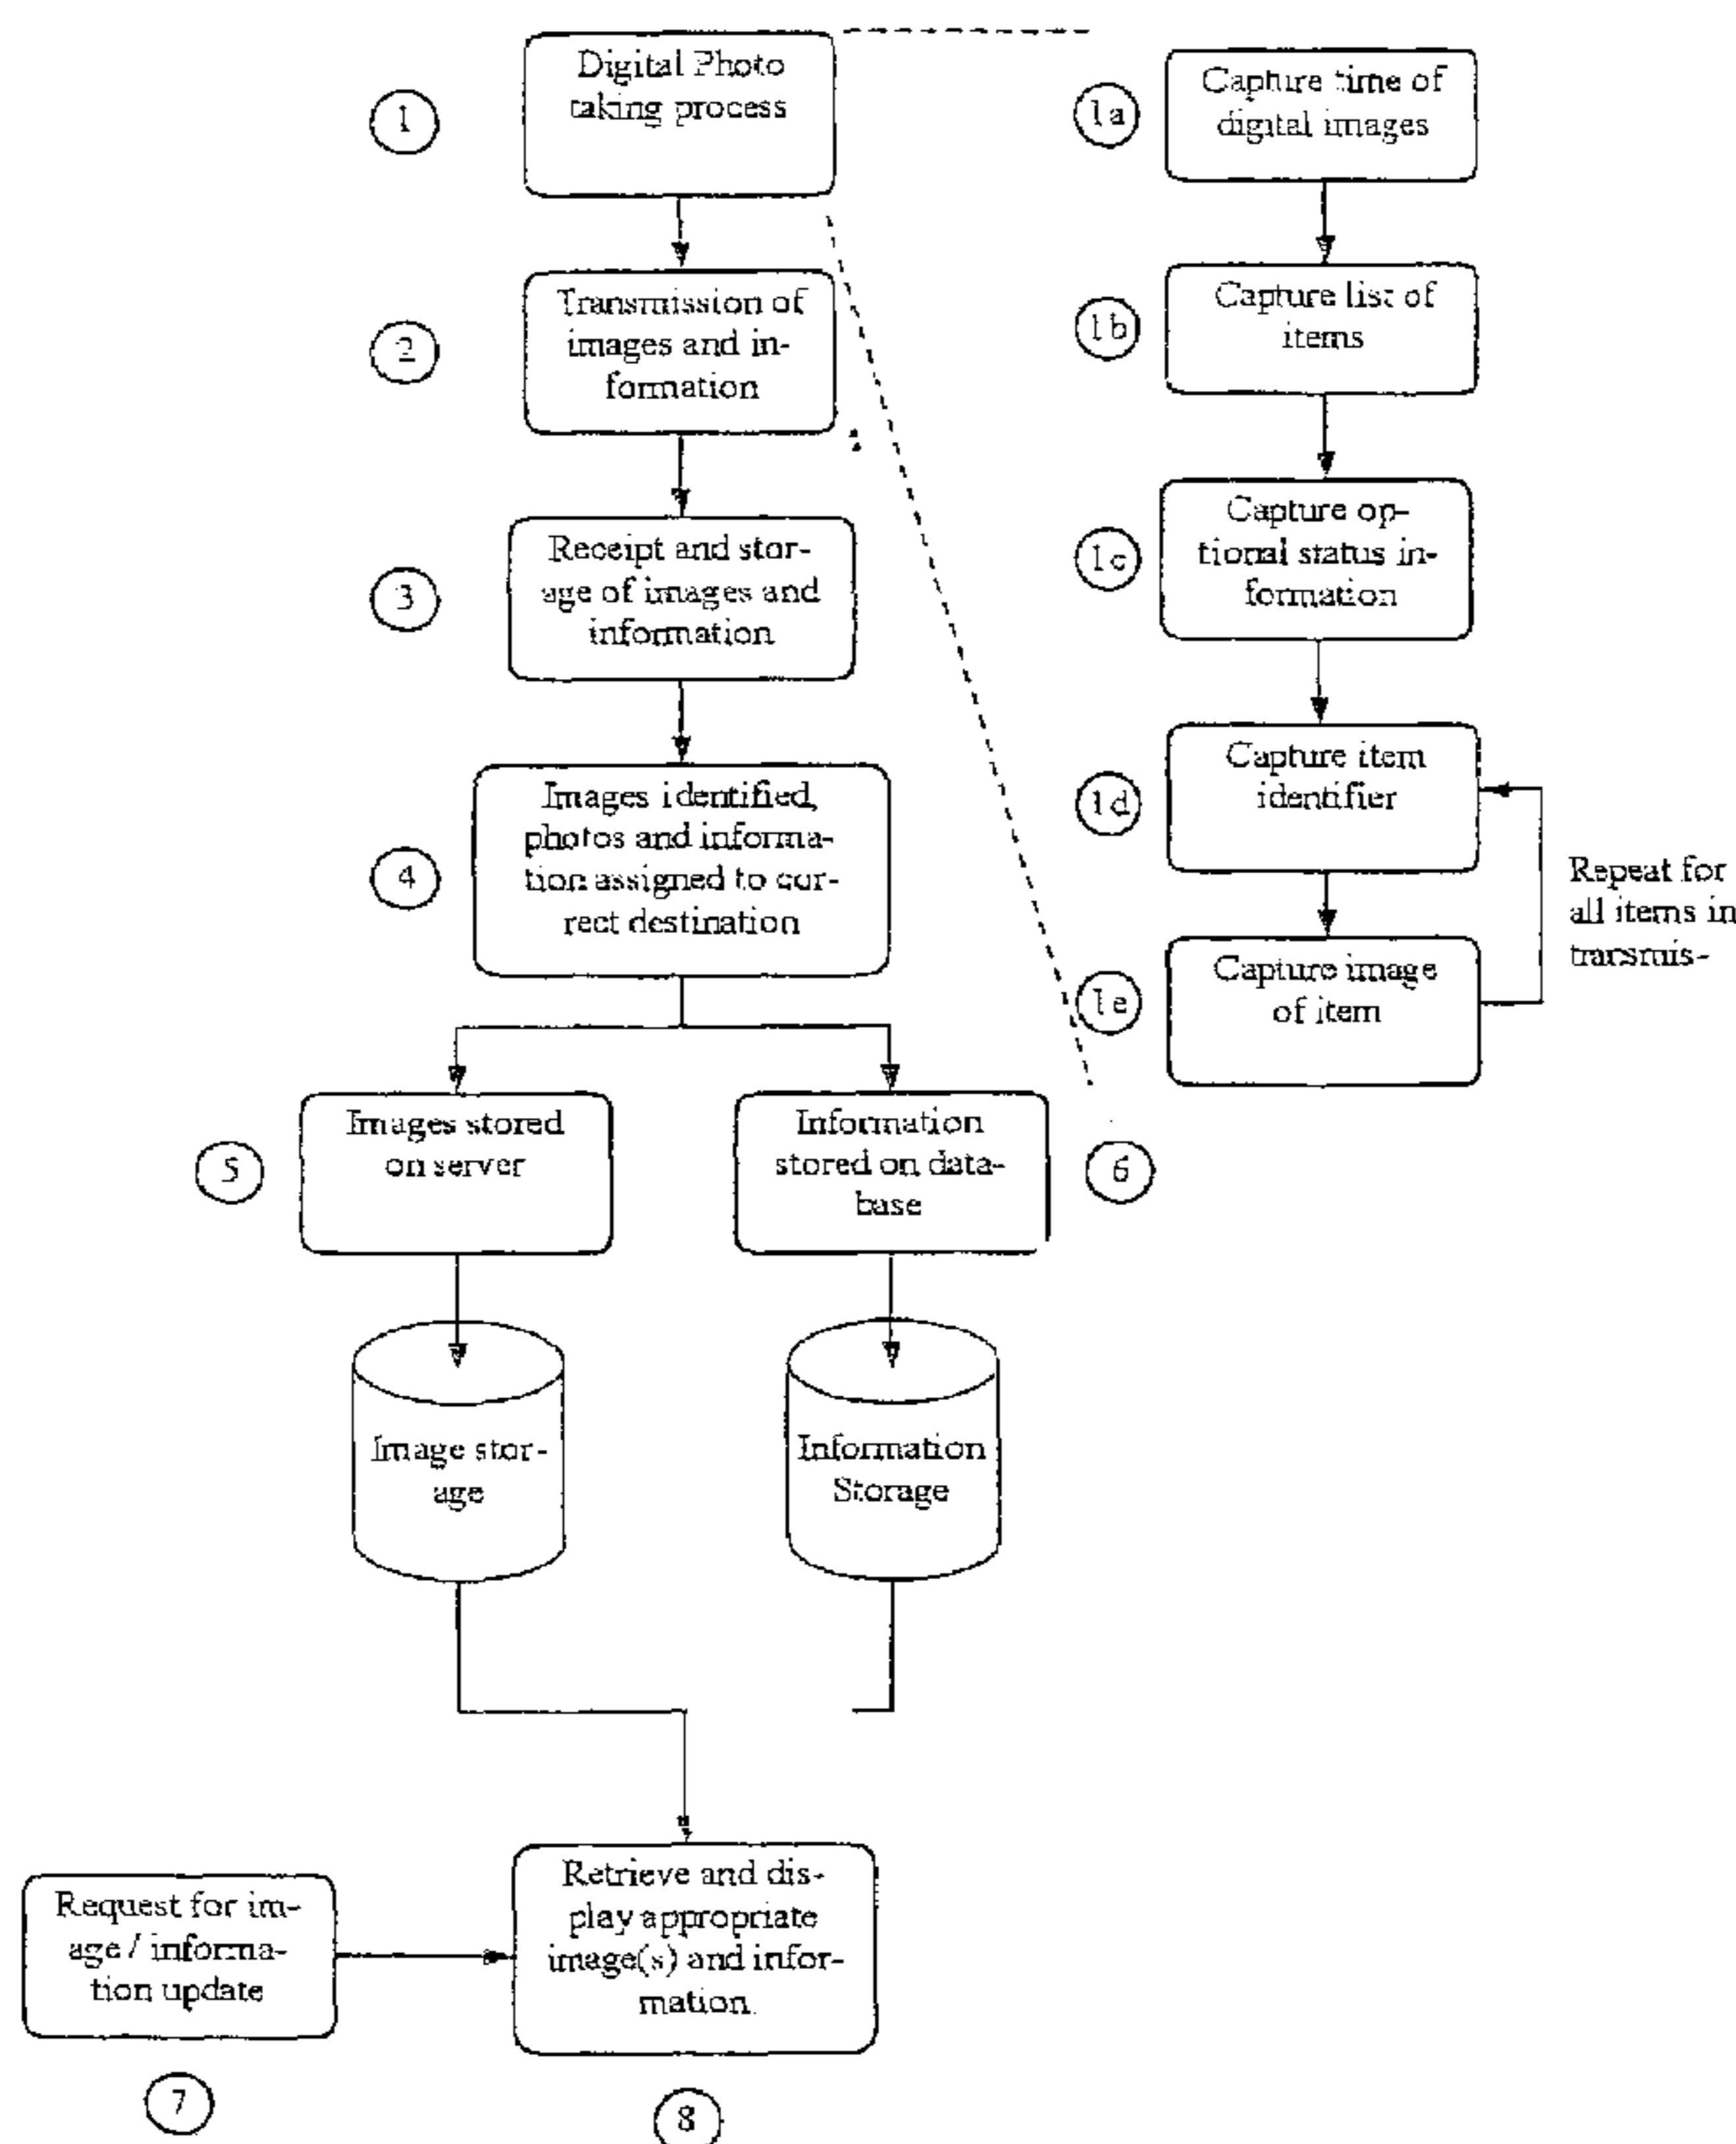 1
Digital Photo
taking process
2
Transmission of
images and in-
formation
3
Receipt and stor-
age of images and
information
4
Images identified,
photos and informa-
tion assigned to cor-
rect destination
5
Images stored
on server
Information
stored on data-
base
6
Image stor-
age
Information
Storage
Request for im-
age / informa-
tion update
7
Retrieve and dis-
play appropriate
image(s) and infor-
mation.
8
1a
Capture time of
digital images
1b
Capture list of
items
1c
Capture op-
tional status in-
formation
1d
Capture item
identifier
1e
Capture image
of item
Repeat for
all items in
transmis-